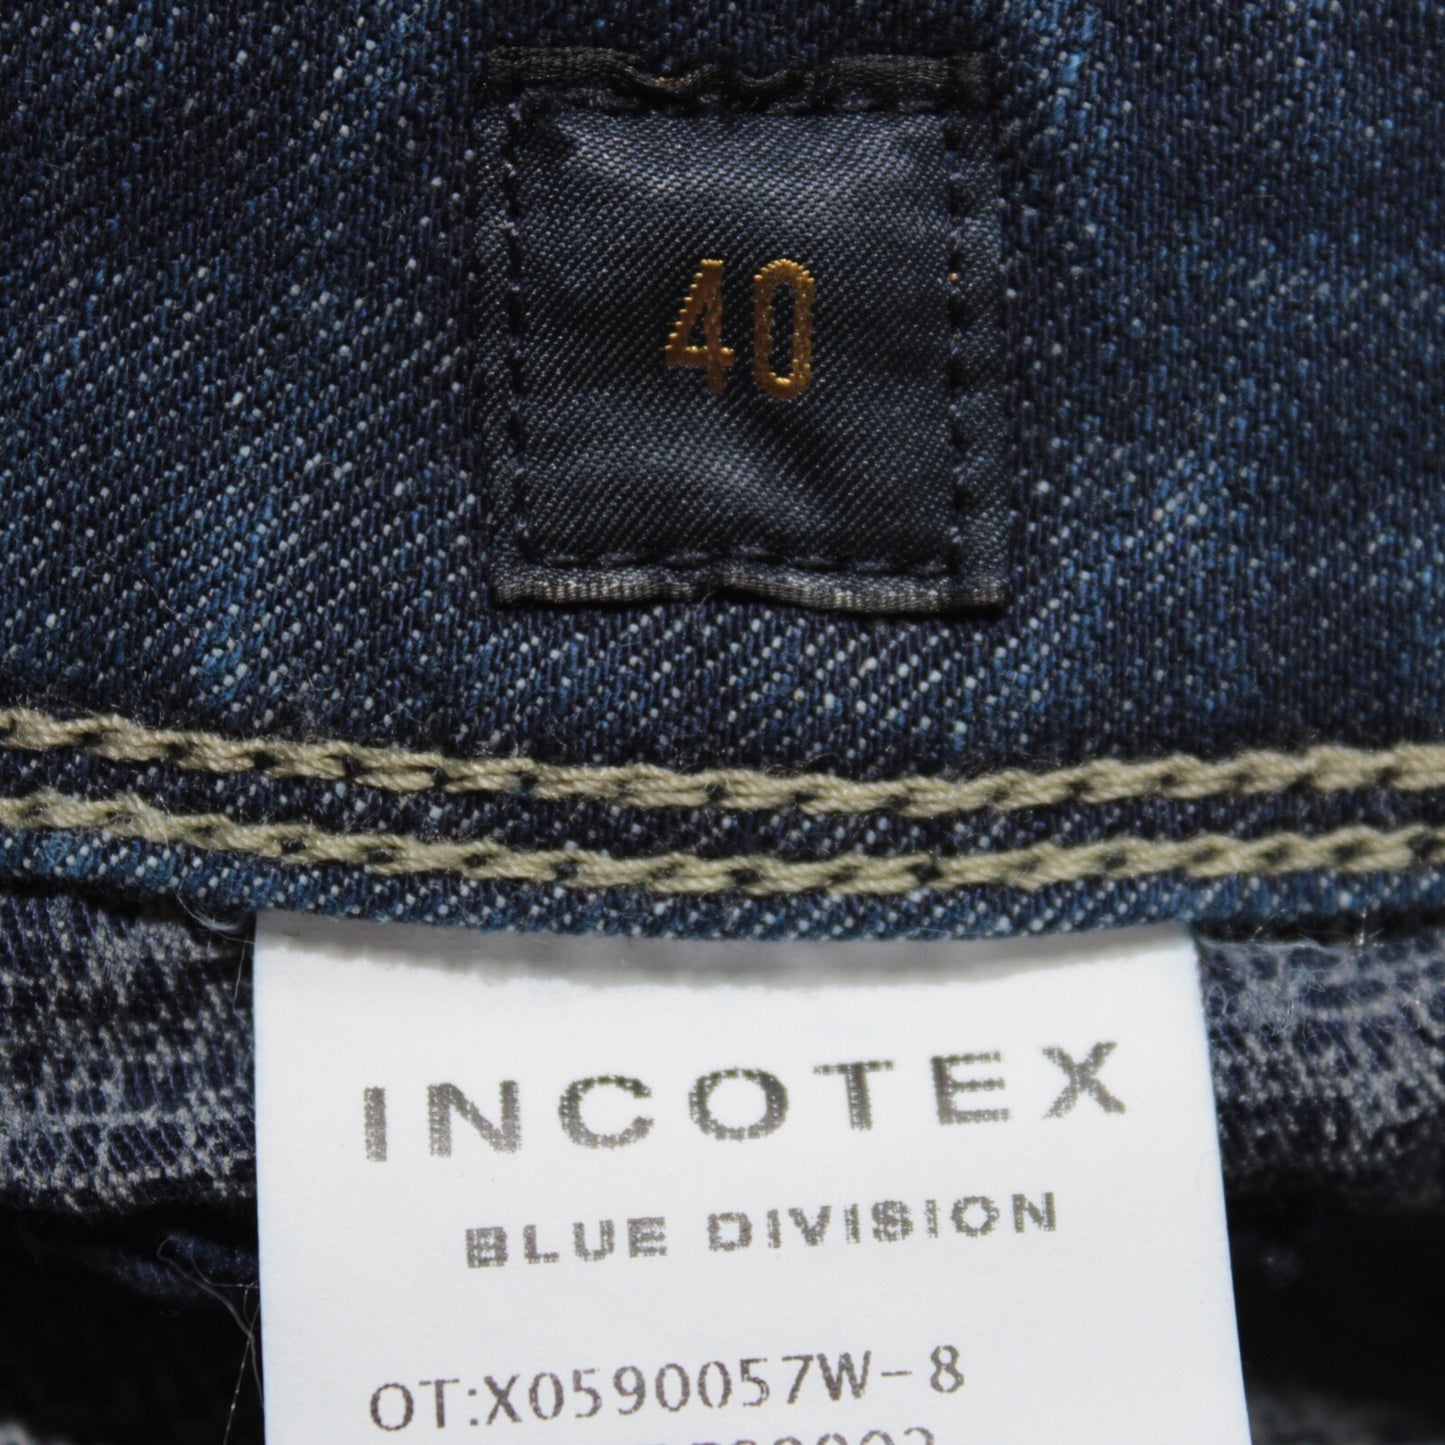 40
INCOTEX
BLUE DIVISION
OT:X0590057W-8